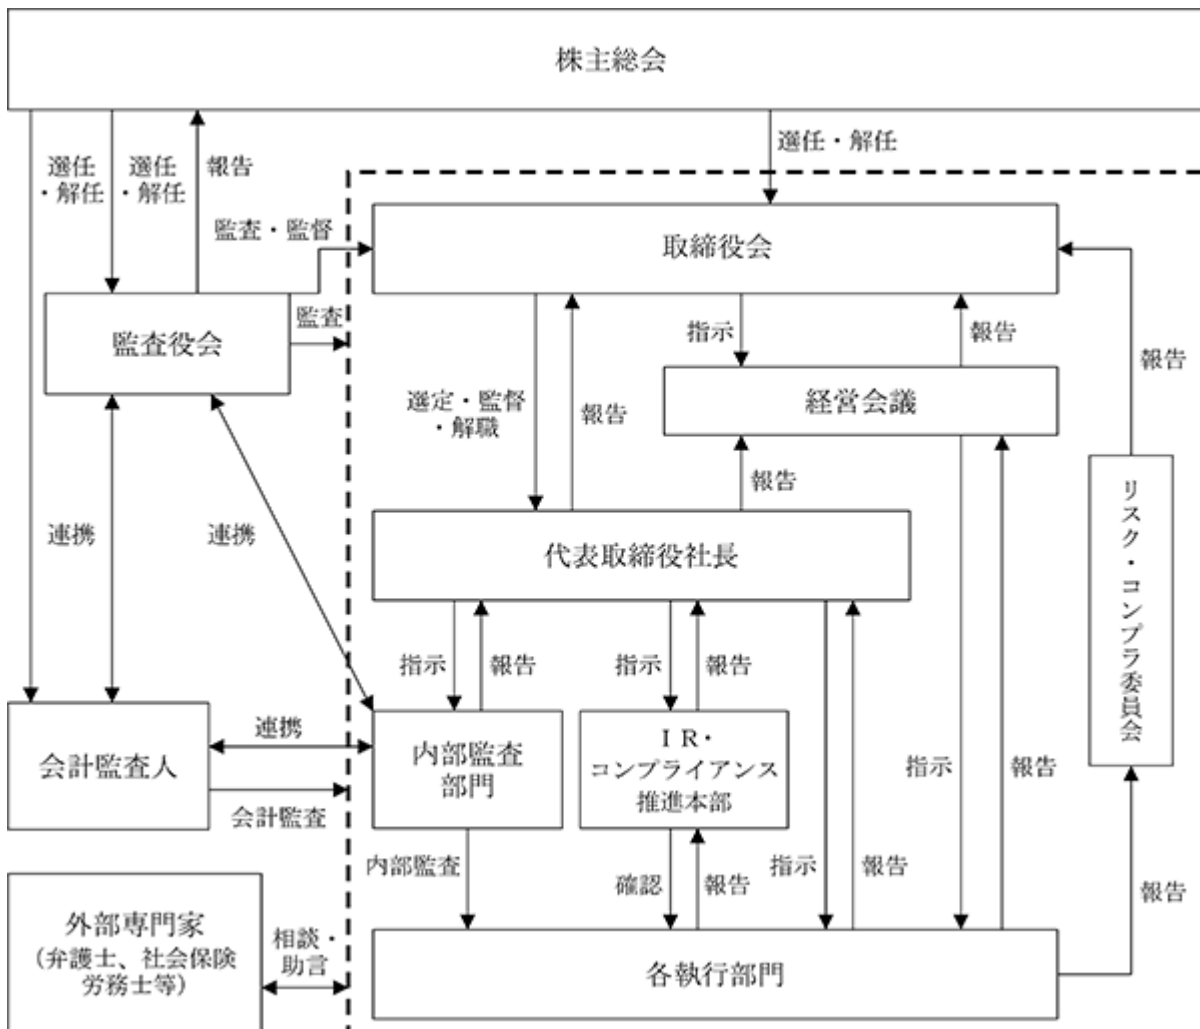 株主総会
選任
・解任
選任
・解任
報告
選任・解任
監査・監督
取締役会
監査役会
監査
指示
報告
報告
経営会議
選定・監督
・解職
報告
報告
リスク・コンプラ委員会
連携
連携
代表取締役社長
指示
報告
指示
報告
指示
報告
連携
会計監査人
会計監査
内部監査
部門
ＩＲ・
コンプライアンス
推進本部
内部監査
確認
報告
指示
報告
報告
外部専門家
（弁護士、社会保険
労務士等）
相談・
助言
各執行部門